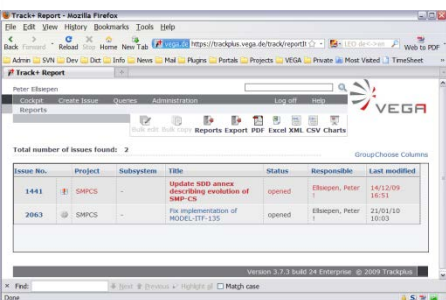 Track+ Report - Mozilla Firefox
File Edit View History Bookmarks Tools Help
Back Forward Reload Stop Home New Tab vega.de https://trackplus.vega.de/track/reportI Web to PDF
Admin SVN Dev Dict Info News Mail Plugins Portals Projects VEGA Private Most Visited TimeSheet
Track+ Report
Peter Ellsiepen
Cockpit Create Issue Queries Administration Log off Help
VEGA
Reports
Bulk edit Bulk copy Reports Export PDF Excel XML CSV Charts
Total number of issues found: 2
Group Choose Columns
Issue No. Project Subsystem Title Status Responsible Last modified
1441 SMPCS - Update SDD annex describing evolution of SMP-CS opened Ellsiepen, Peter ! 14/12/09 16:51
2063 SMPCS - Fix implementation of MODEL-ITF-135 opened Ellsiepen, Peter ! 21/01/10 10:03
Version 3.7.3 build 24 Enterprise © 2009 Trackplus
Find: Next Previous Highlight all Match case
Done